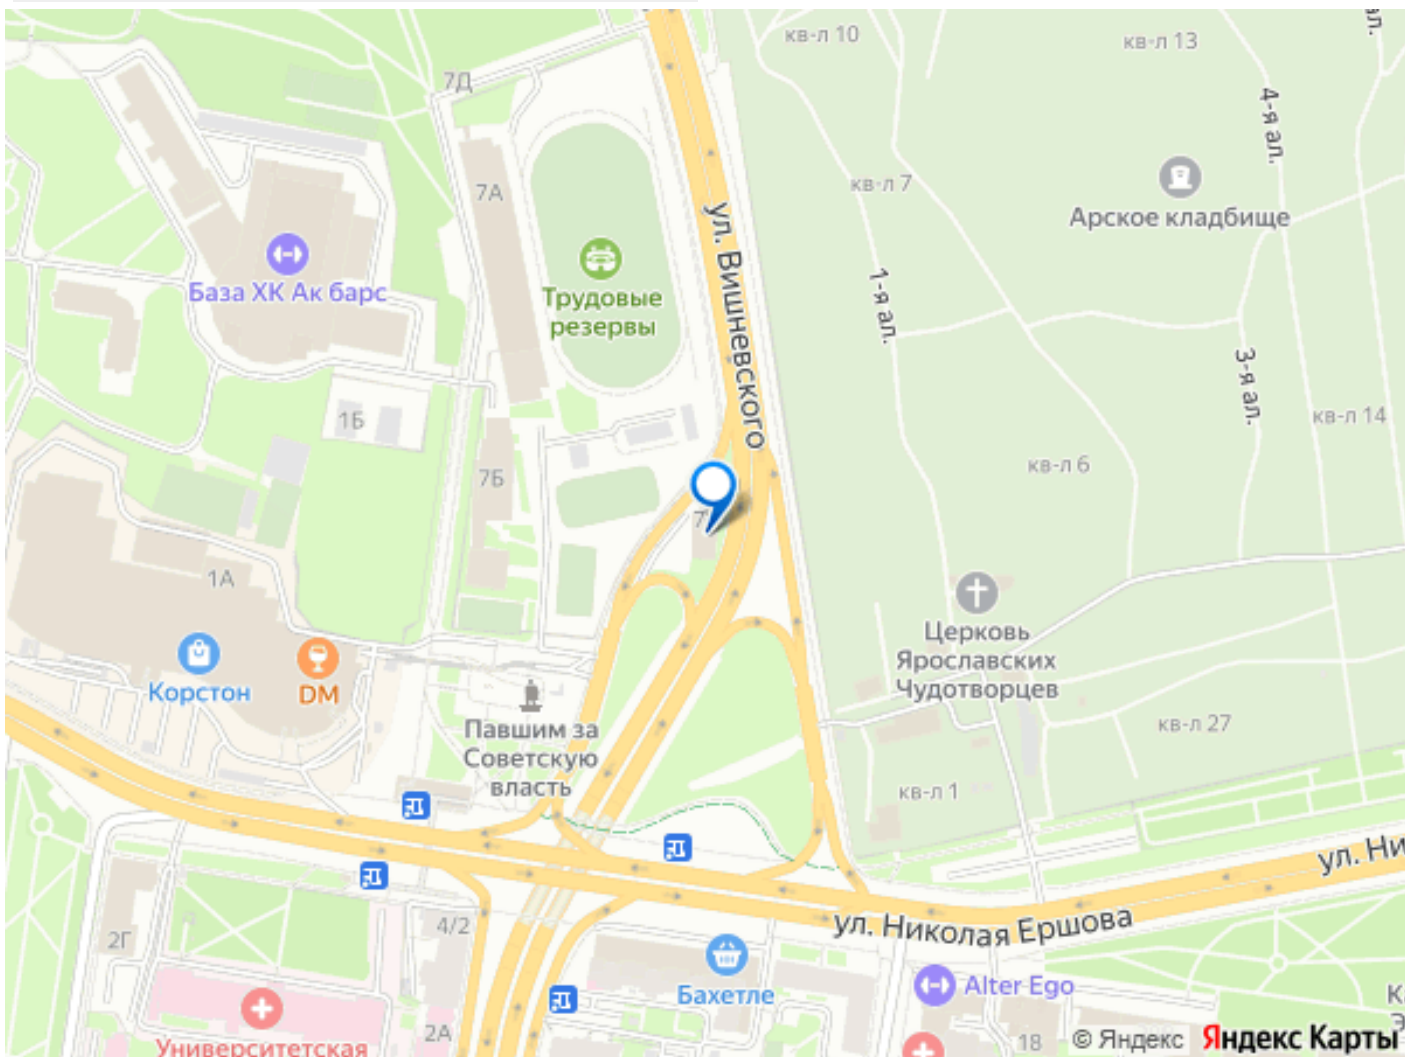 кв-л 10
кв-л 13
7Д
4-я ал.
кв-л 7
7А
Арское кладбище
ул. Вишневского
База ХК Ак барс
Трудовые
резервы
1-я ал.
3-я ал.
1Б
кв-л 14
кв-л 6
7Б
1А
Церковь
Ярославских
Чудотворцев
Корстон
DM
Павшим за
Советскую
власть
кв-л 27
кв-л 1
ул. Ни
ул. Николая Ершова
4/2
2Г
Бахетле
Alter Ego
2А
Университетская
18
© Яндекс
Яндекс Карты